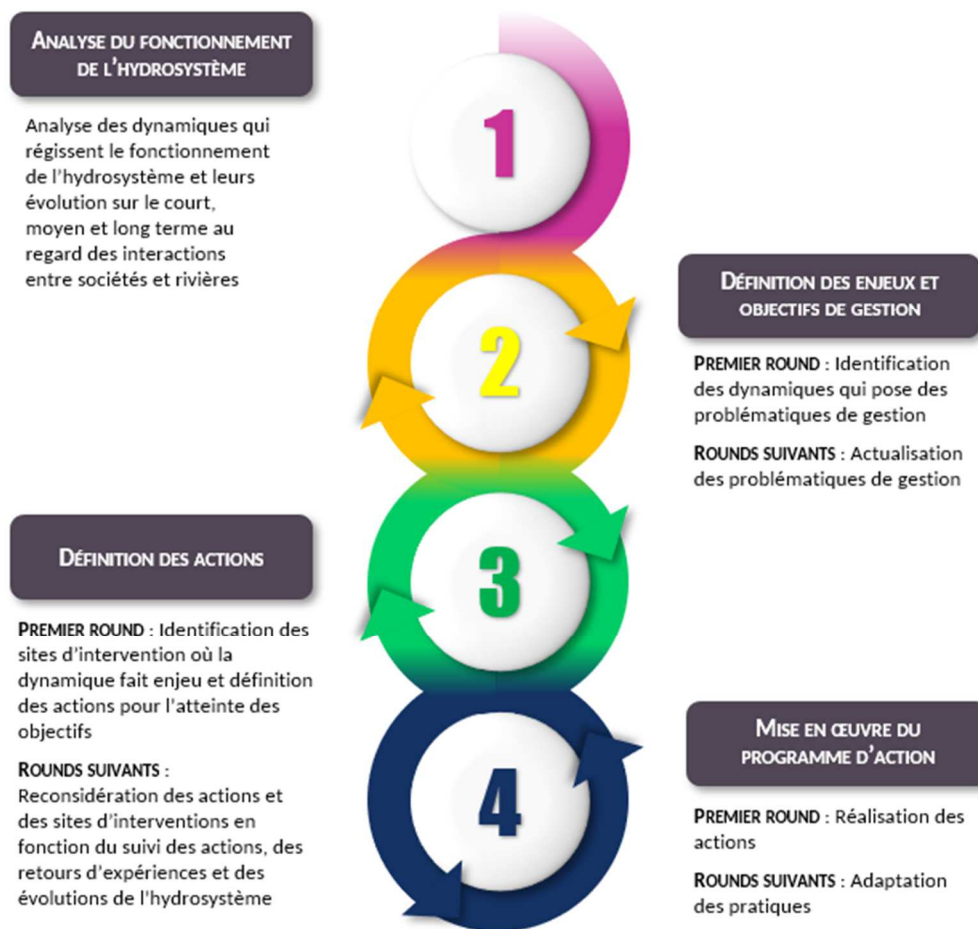 ANALYSE DU FONCTIONNEMENT
DE L'HYDROSYSTÈME
Analyse des dynamiques qui
régissent le fonctionnement
de l'hydrosystème et leurs
évolution sur le court,
moyen et long terme au
regard des interactions
entre sociétés et rivières
1
2
DÉFINITION DES ENJEUX ET
OBJECTIFS DE GESTION
PREMIER ROUND : Identification
des dynamiques qui pose des
problématiques de gestion
ROUNDS SUIVANTS : Actualisation
des problématiques de gestion
DÉFINITION DES ACTIONS
PREMIER ROUND : Identification des
sites d'intervention où la
dynamique fait enjeu et définition
des actions pour l'atteinte des
objectifs
ROUNDS SUIVANTS :
Reconsidération des actions et
des sites d'interventions en
fonction du suivi des actions, des
retours d'expériences et des
évolutions de l'hydrosystème
3
4
MISE EN ŒUVRE DU
PROGRAMME D'ACTION
PREMIER ROUND : Réalisation des
actions
ROUNDS SUIVANTS : Adaptation
des pratiques